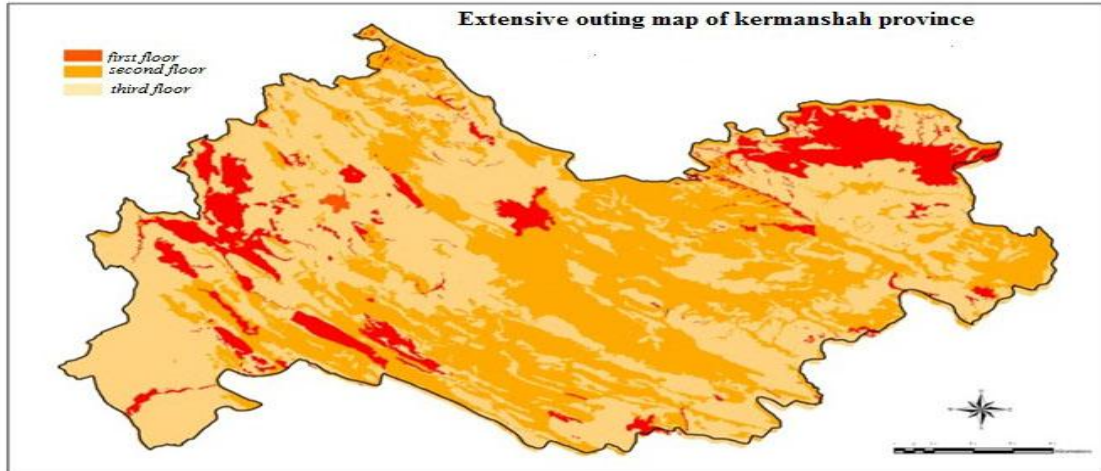 Extensive outing map of kermanshah province
first floor
second floor
third floor